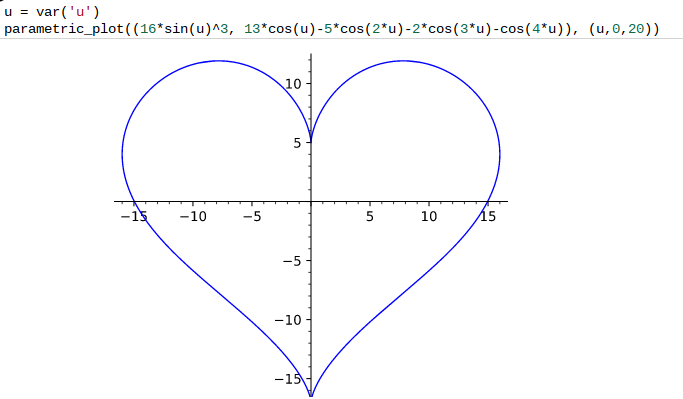 u = var('u')
parametric_plot((16*sin(u)^3, 13*cos(u)-5*cos(2*u)-2*cos(3*u)-cos(4*u)), (u,0,20))
10
5
−15 −10 −5 5 10 15
−5
−10
−15